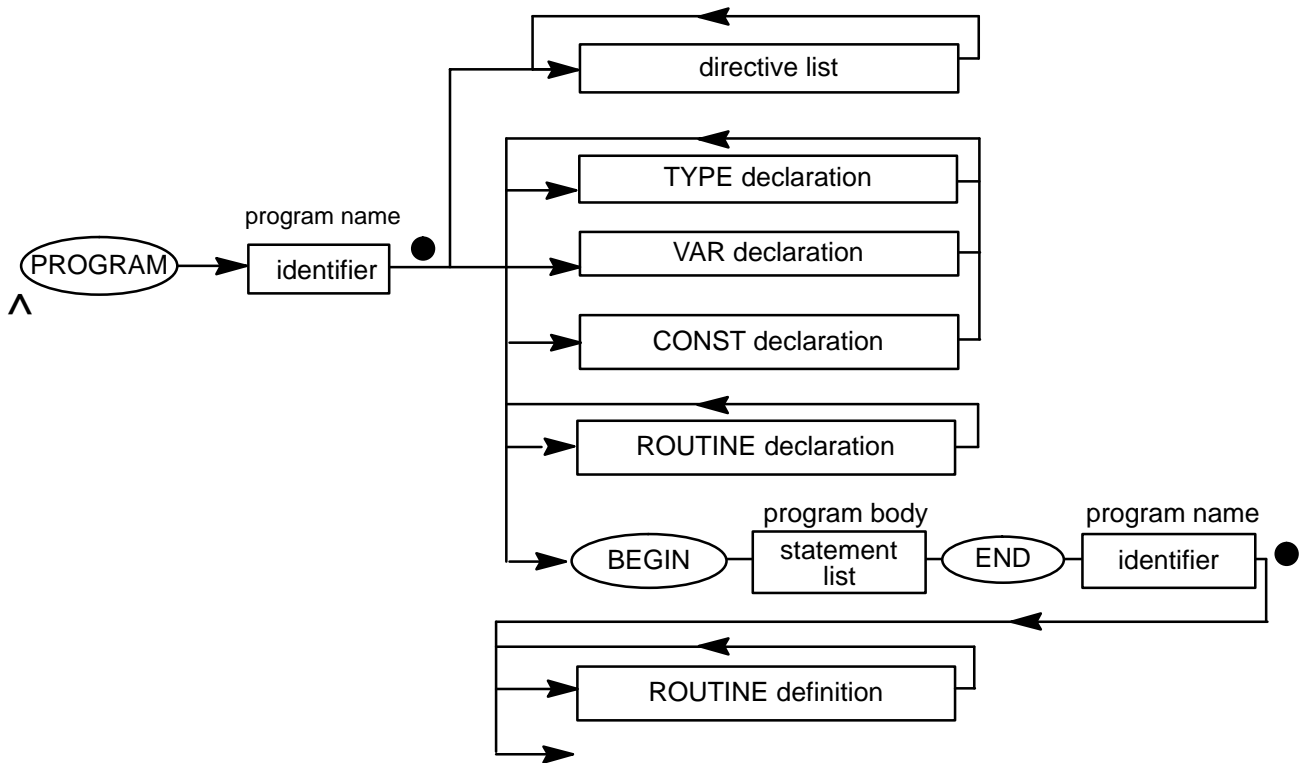 directive list
TYPE declaration
program name
PROGRAM
identifier
VAR declaration
^
CONST declaration
ROUTINE declaration
program body
program name
BEGIN
statement
list
END
identifier
ROUTINE definition